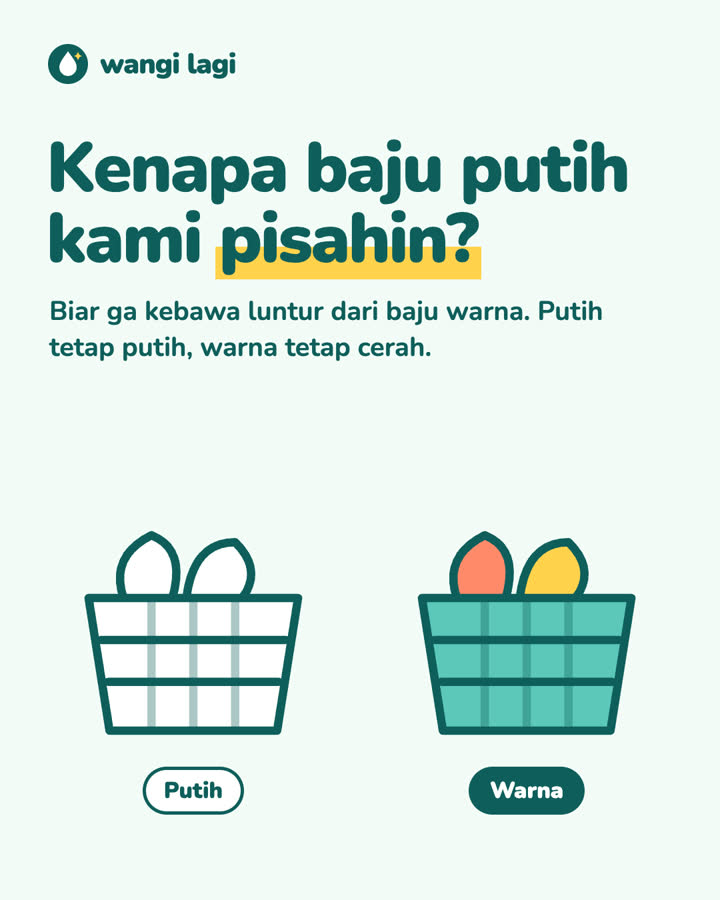 wangi lagi
Kenapa baju putih
kami pisahin?
Biar ga kebawa luntur dari baju warna. Putih
tetap putih, warna tetap cerah.
Putih
Warna